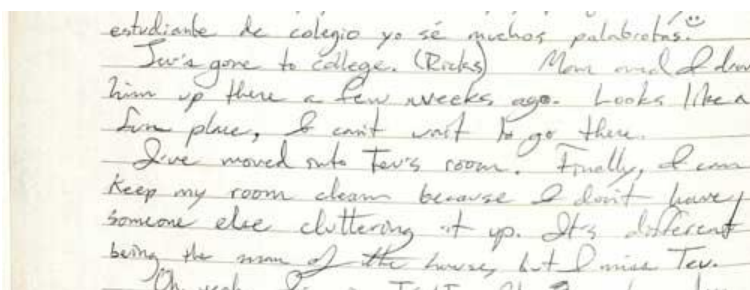 estudiante de colegio yo sé muchos palabrotas.
Tev's gone to college. (Ricks) Mom and I drov
him up there a few weeks ago. Looks like a
fun place, I can't wait to go there.
I've moved into Tev's room. Finally, I can
keep my room clean because I don't have
someone else cluttering it up. It's different
being the man of the house, but I miss Tev.
Oh yeah, I'm